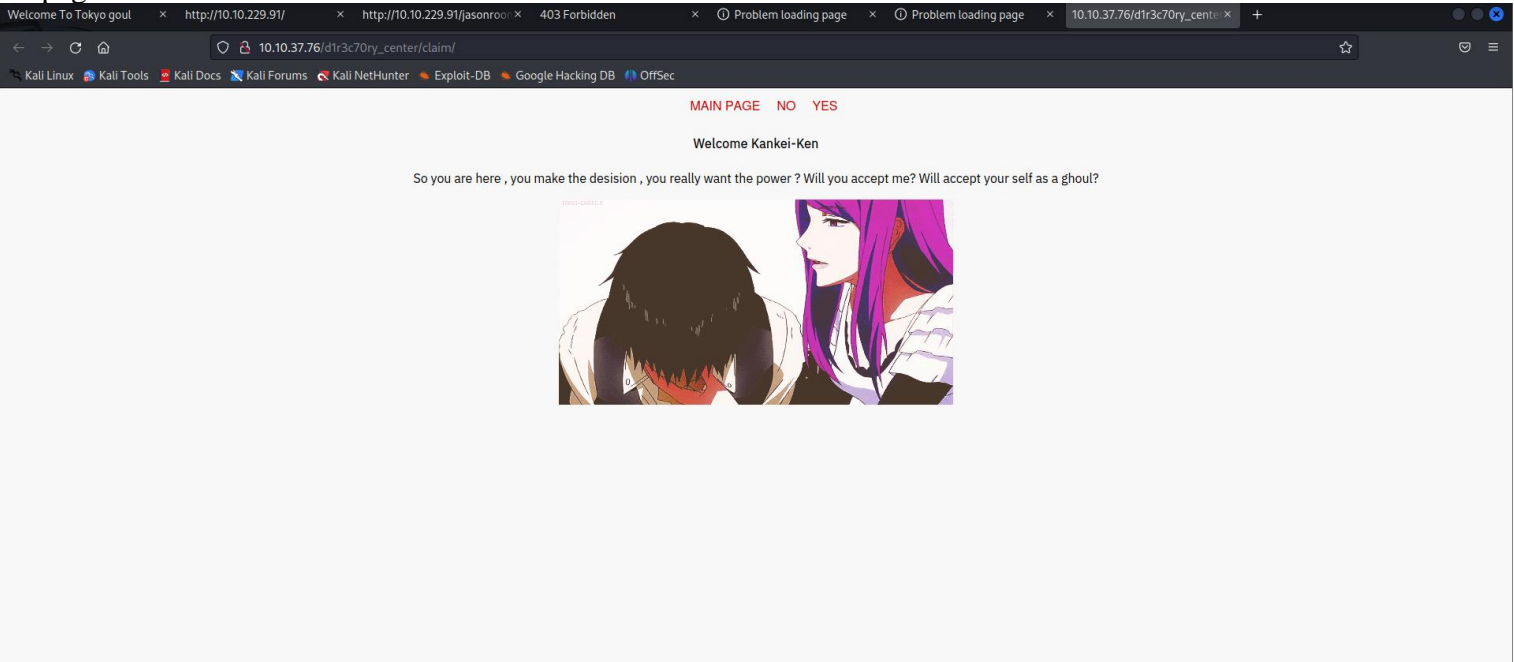 Welcome To Tokyo goul × http://10.10.229.91/ × http://10.10.229.91/jasonroor × 403 Forbidden × Problem loading page × Problem loading page × 10.10.37.76/d1r3c70ry_center ×
10.10.37.76/d1r3c70ry_center/claim/
Kali Linux Kali Tools Kali Docs Kali Forums Kali NetHunter Exploit-DB Google Hacking DB OffSec
MAIN PAGE NO YES
Welcome Kankei-Ken
So you are here , you make the desision , you really want the power ? Will you accept me? Will accept your self as a ghoul?